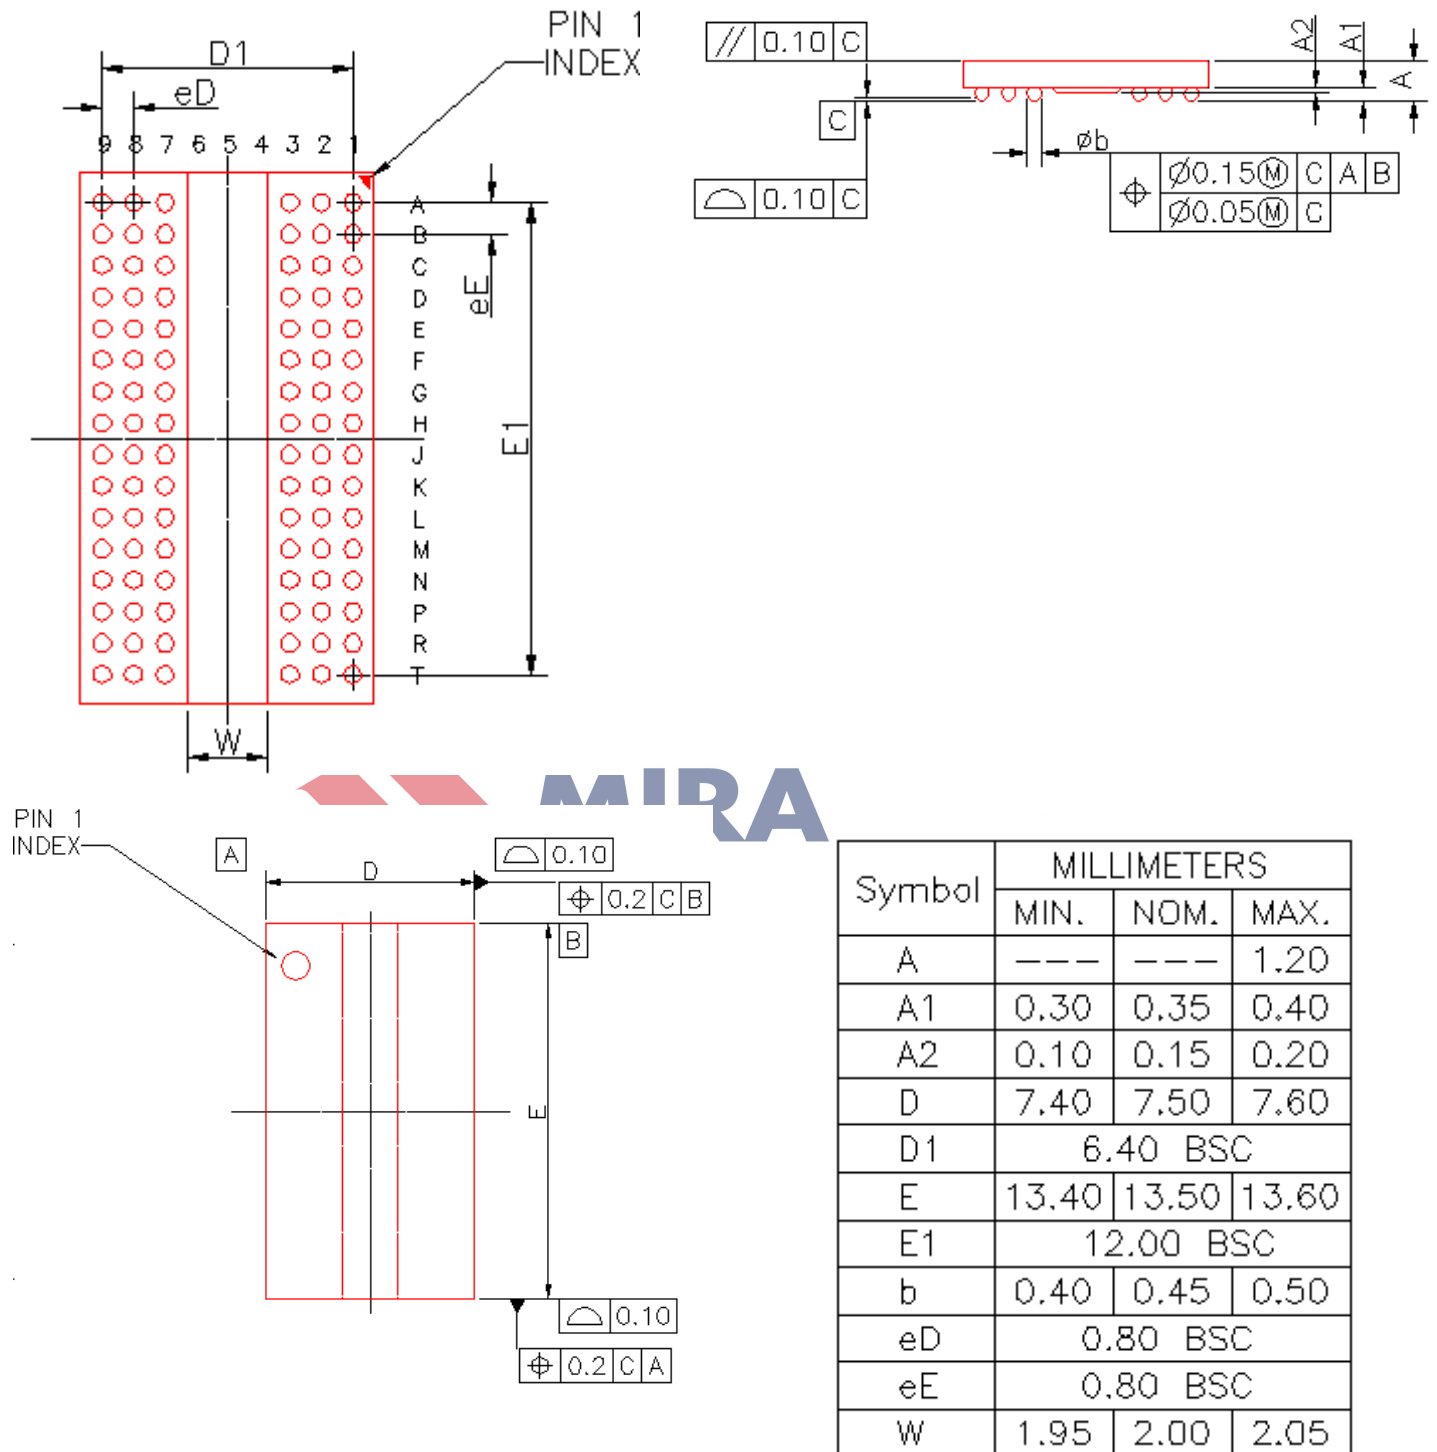 PIN 1
INDEX
D1
eD
9 8 7 6 5 4 3 2 1
A
B
C
D
E
F
G
H
J
K
L
M
N
P
R
T
eE
E1
W
// 0.10 C
C
⌓ 0.10 C
A2
A1
A
øb
⌖ Ø0.15Ⓜ C A B
Ø0.05Ⓜ C
MIRA
PIN 1
INDEX
A
D
⌓ 0.10
⌖ 0.2 C B
B
E
⌓ 0.10
⌖ 0.2 C A
Symbol MILLIMETERS
MIN. NOM. MAX.
A --- --- 1.20
A1 0.30 0.35 0.40
A2 0.10 0.15 0.20
D 7.40 7.50 7.60
D1 6.40 BSC
E 13.40 13.50 13.60
E1 12.00 BSC
b 0.40 0.45 0.50
eD 0.80 BSC
eE 0.80 BSC
W 1.95 2.00 2.05